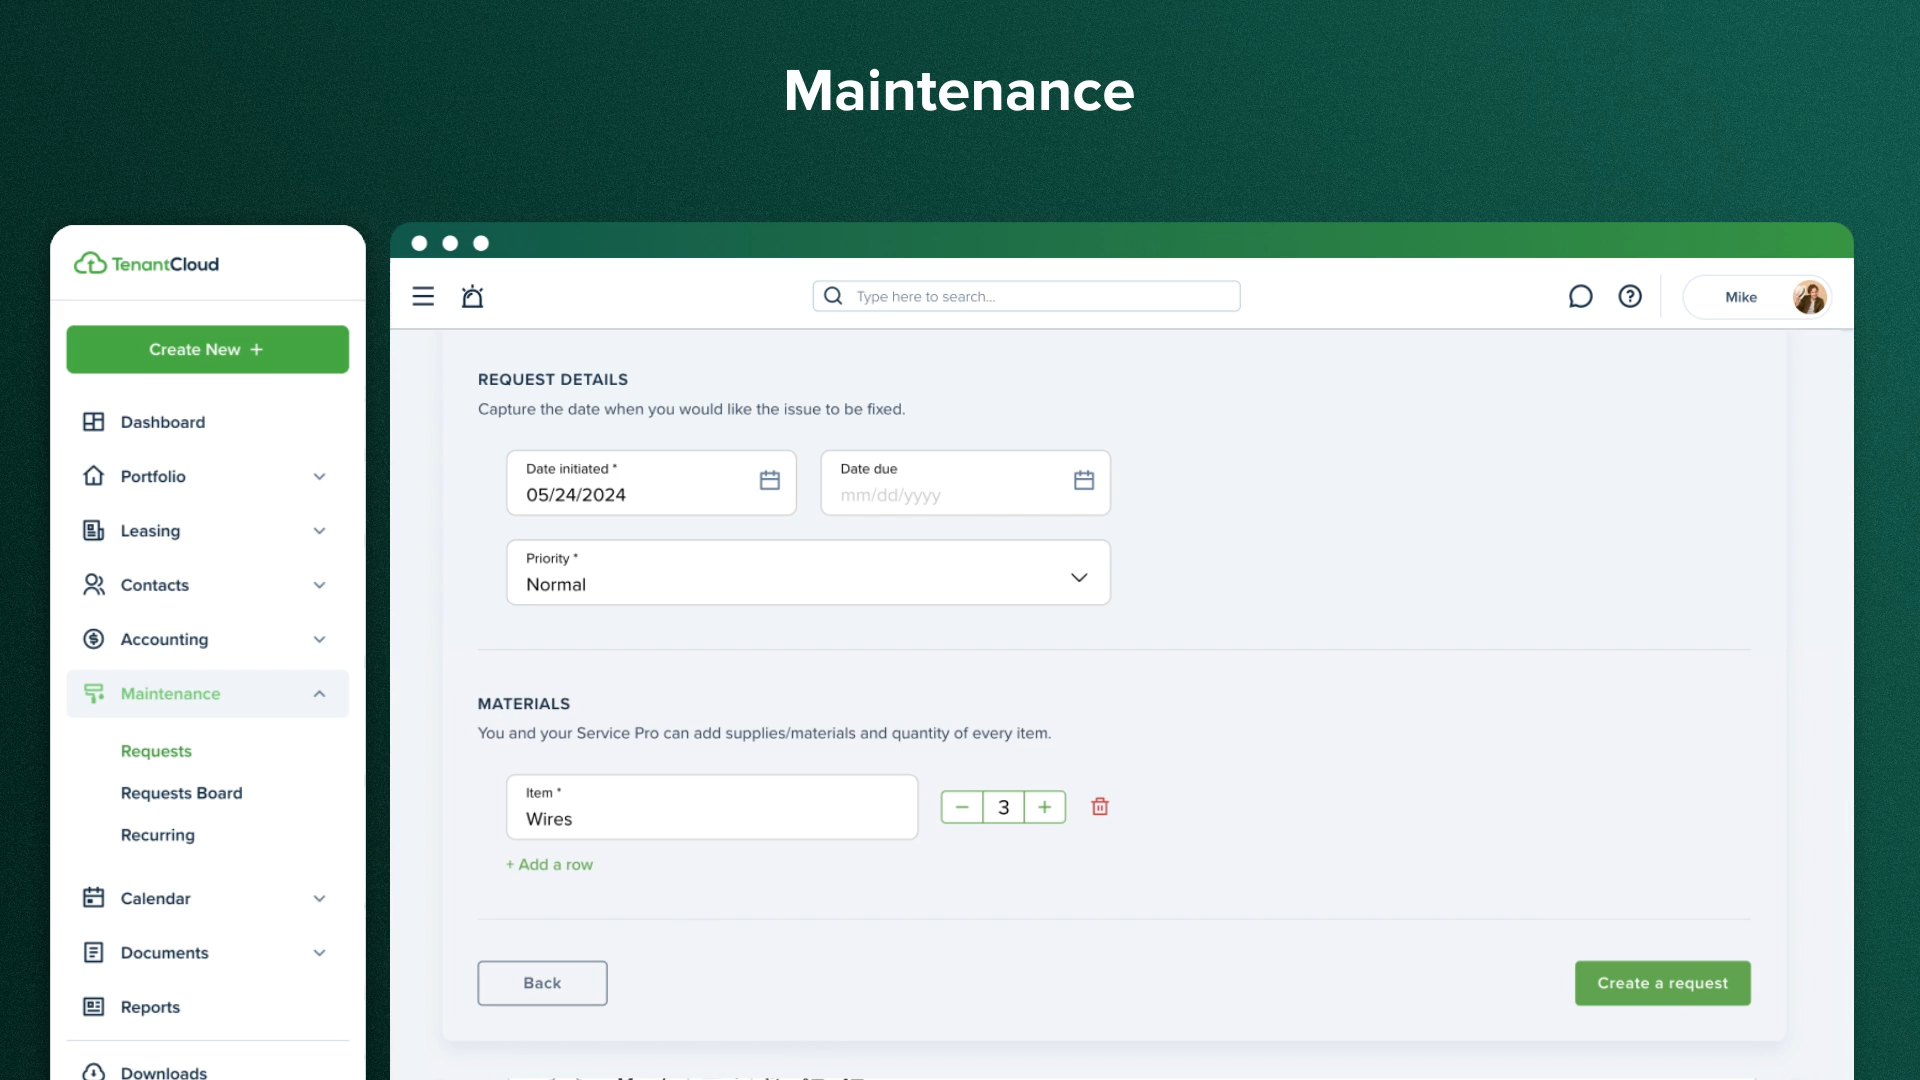 Maintenance
TenantCloud
Create New +
Dashboard
Portfolio
Leasing
Contacts
Accounting
Maintenance
Requests
Requests Board
Recurring
Calendar
Documents
Reports
Downloads
Type here to search...
Mike
REQUEST DETAILS
Capture the date when you would like the issue to be fixed.
Date initiated *
05/24/2024
Date due
mm/dd/yyyy
Priority *
Normal
MATERIALS
You and your Service Pro can add supplies/materials and quantity of every item.
Item *
Wires
− 3 +
+ Add a row
Back
Create a request